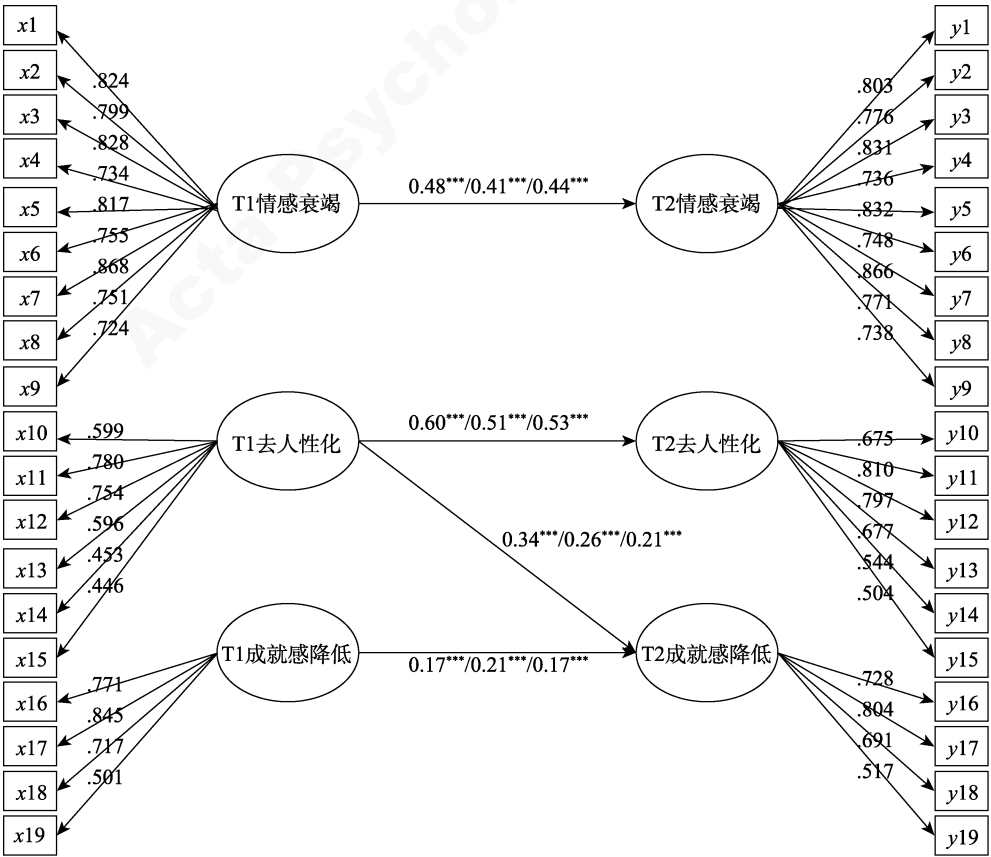 x1
x2
x3
x4
x5
x6
x7
x8
x9
x10
x11
x12
x13
x14
x15
x16
x17
x18
x19
.824
.799
.828
.734
.817
.755
.868
.751
.724
.599
.780
.754
.596
.453
.446
.771
.845
.717
.501
T1情感衰竭
T1去人性化
T1成就感降低
0.48***/0.41***/0.44***
0.60***/0.51***/0.53***
0.34***/0.26***/0.21***
0.17***/0.21***/0.17***
T2情感衰竭
T2去人性化
T2成就感降低
.803
.776
.831
.736
.832
.748
.866
.771
.738
.675
.810
.797
.677
.544
.504
.728
.804
.691
.517
y1
y2
y3
y4
y5
y6
y7
y8
y9
y10
y11
y12
y13
y14
y15
y16
y17
y18
y19
Acta Psycho